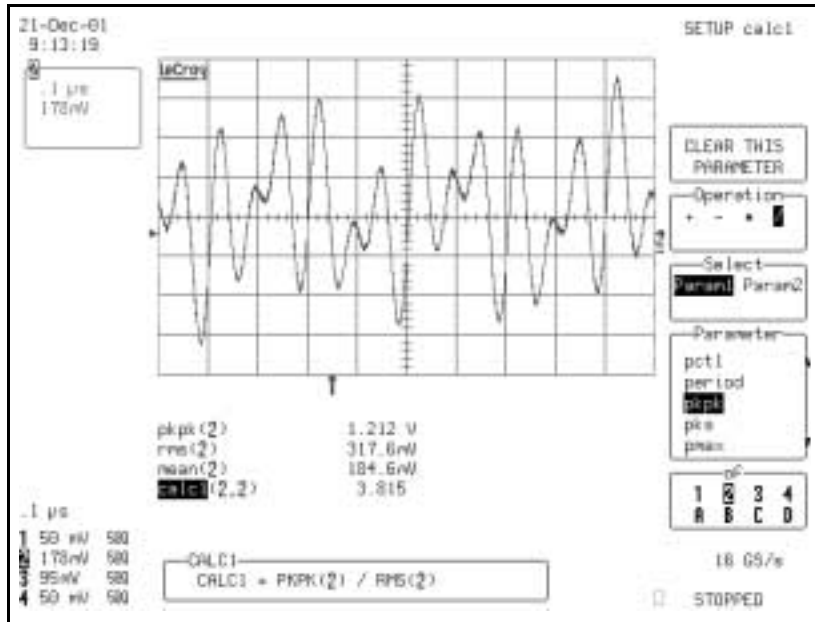 21-Dec-01
9:13:19
SETUP calc1
2
.1 µs
178mV
LeCroy
CLEAR THIS
PARAMETER
Operation
+ - * /
Select
Param1 Param2
Parameter
pctl
period
pkpk
pks
pmax
of
1 2 3 4
A B C D
pkpk(2) 1.212 V
rms(2) 317.6mV
mean(2) 184.6mV
calc1(2,2) 3.815
.1 µs
1 50 mV 50Ω
2 178mV 50Ω
3 95mV 50Ω
4 50 mV 50Ω
CALC1
CALC1 = PKPK(2) / RMS(2)
16 GS/s
STOPPED